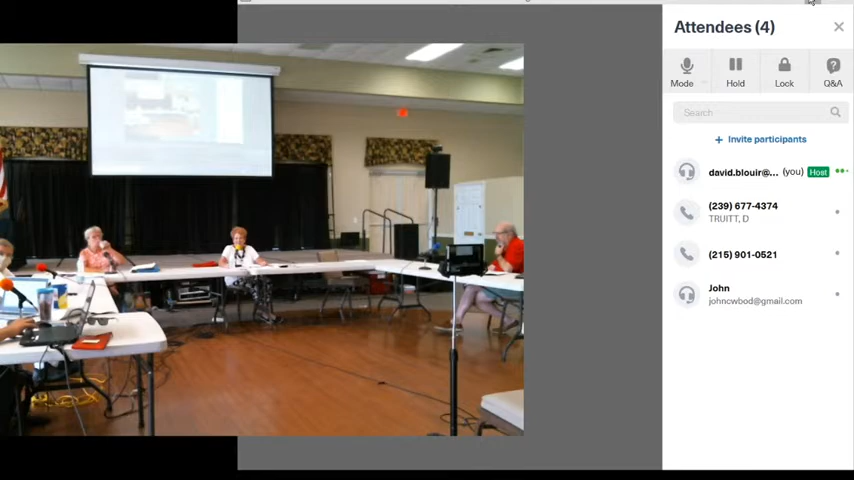 Attendees (4)
Mode Hold Lock Q&A
Search
+ Invite participants
david.blouir@... (you) Host
(239) 677-4374
TRUITT, D
(215) 901-0521
John
johncwbod@gmail.com